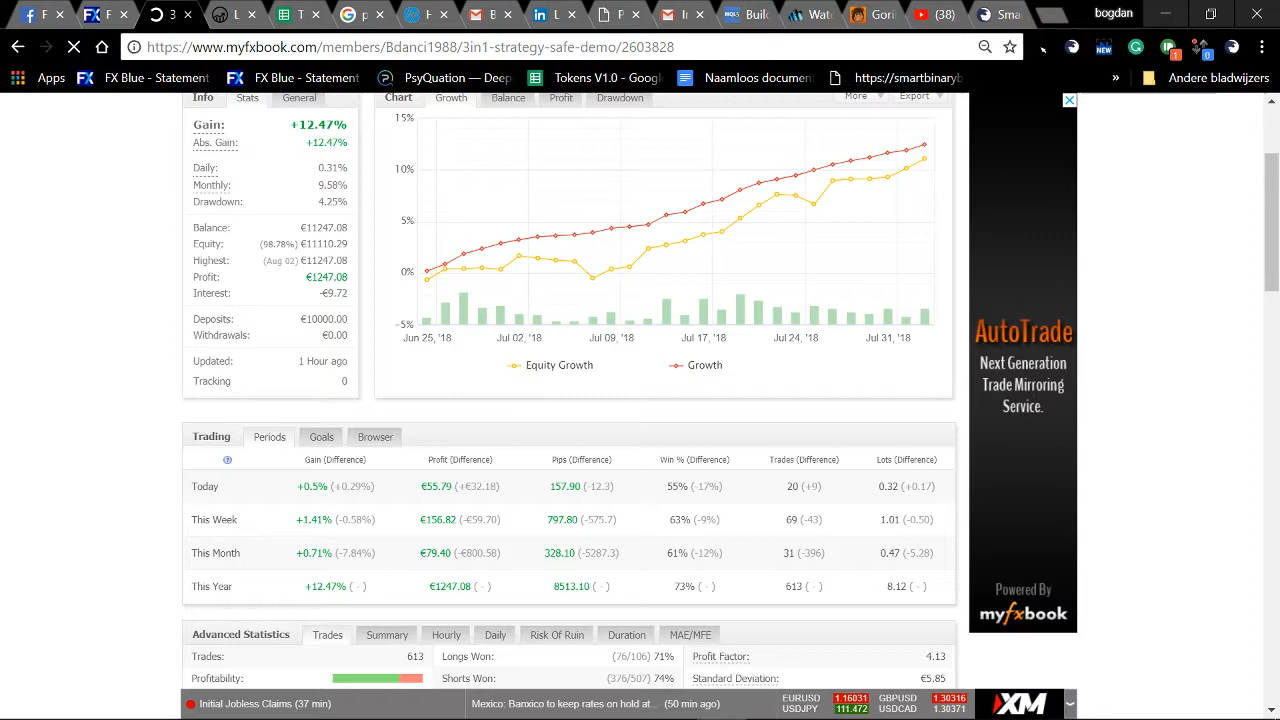 3
T
p
B
In
P
I
Buil
Watc
Goril
(38)
Sma
bogdan
https://www.myfxbook.com/members/Bdanci1988/3in1-strategy-safe-demo/2603828
NEW
1
0
Apps
FX Blue - Statement
FX Blue - Statement
PsyQuation — Deep
Tokens V1.0 - Googl
Naamloos document
https://smartbinaryb
»
Andere bladwijzers
Info Stats General
Chart Growth Balance Profit Drawdown More Export
Gain: +12.47%
Abs. Gain: +12.47%
Daily: 0.31%
Monthly: 9.58%
Drawdown: 4.25%
Balance: €11247.08
Equity: (98.78%) €11110.29
Highest: (Aug 02) €11247.08
Profit: €1247.08
Interest: -€9.72
Deposits: €10000.00
Withdrawals: €0.00
Updated: 1 Hour ago
Tracking 0
15%
10%
5%
0%
-5%
Jun 25, '18 Jul 02, '18 Jul 09, '18 Jul 17, '18 Jul 24, '18 Jul 31, '18
Equity Growth Growth
AutoTrade
Next Generation
Trade Mirroring
Service.
Powered By
myfxbook
Trading Periods Goals Browser
Gain (Difference) Profit (Difference) Pips (Difference) Win % (Difference) Trades (Difference) Lots (Difference)
Today +0.5% (+0.29%) €55.79 (+€32.18) 157.90 (-12.3) 55% (-17%) 20 (+9) 0.32 (+0.17)
This Week +1.41% (-0.58%) €156.82 (-€59.70) 797.80 (-575.7) 63% (-9%) 69 (-43) 1.01 (-0.50)
This Month +0.71% (-7.84%) €79.40 (-€800.58) 328.10 (-5287.3) 61% (-12%) 31 (-396) 0.47 (-5.28)
This Year +12.47% ( - ) €1247.08 ( - ) 8513.10 ( - ) 73% ( - ) 613 ( - ) 8.12 ( - )
Advanced Statistics Trades Summary Hourly Daily Risk Of Ruin Duration MAE/MFE
Trades: 613 Longs Won: (76/106) 71% Profit Factor: 4.13
Profitability: Shorts Won: (376/507) 74% Standard Deviation: €5.85
Initial Jobless Claims (37 min)
Mexico: Banxico to keep rates on hold at... (50 min ago)
EURUSD 1.16031 GBPUSD 1.30316
USDJPY 111.472 USDCAD 1.30371
XM